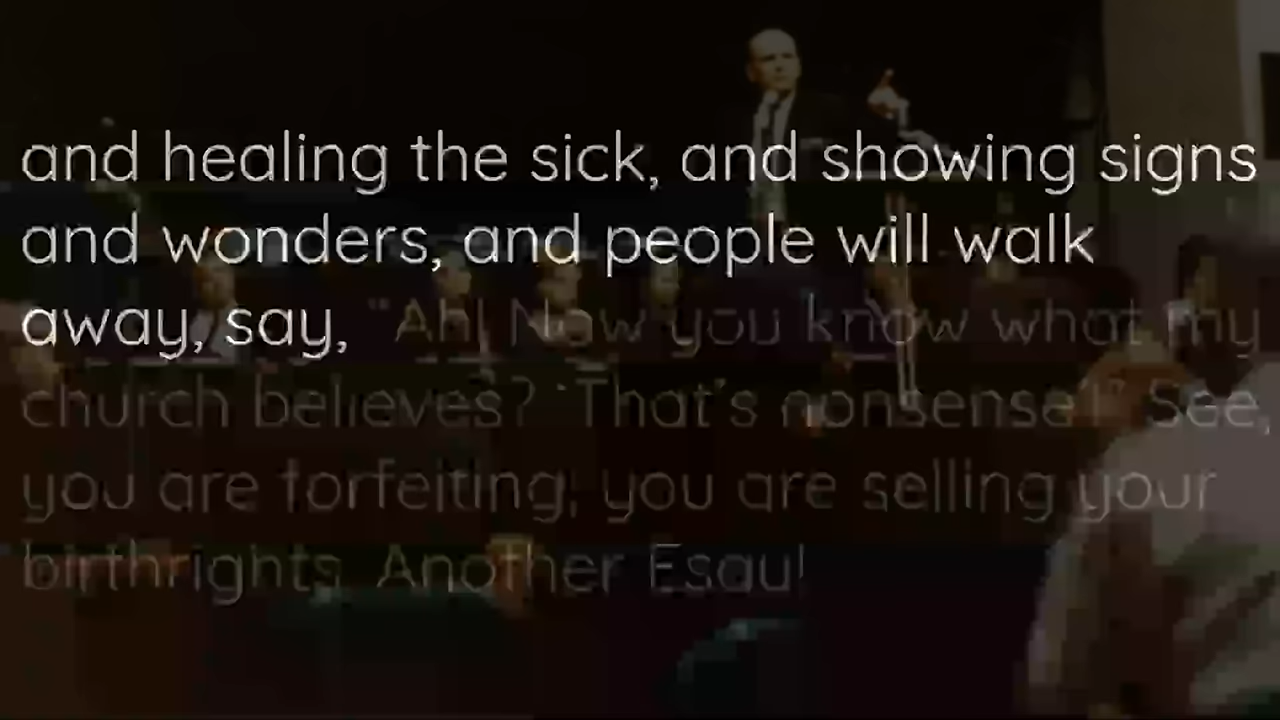 and healing the sick, and showing signs
and wonders, and people will walk
away, say, "Ah! Now you know what my
church believes? "That's nonsense!" See,
you are forfeiting; you are selling your
birthrights. Another Esau!